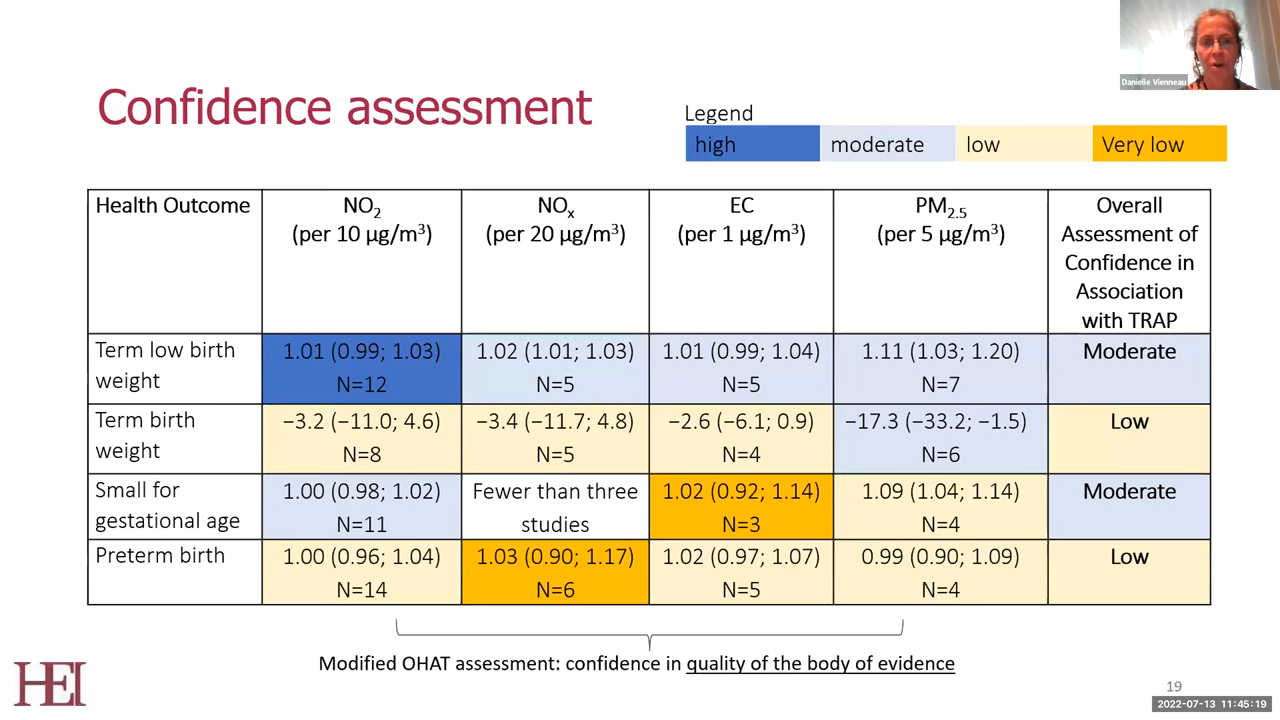 Danielle Vienneau
Confidence assessment
Legend
high moderate low Very low
Health Outcome
NO2
(per 10 µg/m³)
NOx
(per 20 µg/m³)
EC
(per 1 µg/m³)
PM2.5
(per 5 µg/m³)
Overall
Assessment of
Confidence in
Association
with TRAP
Term low birth
weight
1.01 (0.99; 1.03)
N=12
1.02 (1.01; 1.03)
N=5
1.01 (0.99; 1.04)
N=5
1.11 (1.03; 1.20)
N=7
Moderate
Term birth
weight
−3.2 (−11.0; 4.6)
N=8
−3.4 (−11.7; 4.8)
N=5
−2.6 (−6.1; 0.9)
N=4
−17.3 (−33.2; −1.5)
N=6
Low
Small for
gestational age
1.00 (0.98; 1.02)
N=11
Fewer than three
studies
1.02 (0.92; 1.14)
N=3
1.09 (1.04; 1.14)
N=4
Moderate
Preterm birth
1.00 (0.96; 1.04)
N=14
1.03 (0.90; 1.17)
N=6
1.02 (0.97; 1.07)
N=5
0.99 (0.90; 1.09)
N=4
Low
Modified OHAT assessment: confidence in quality of the body of evidence
HEI
19
2022-07-13 11:45:19